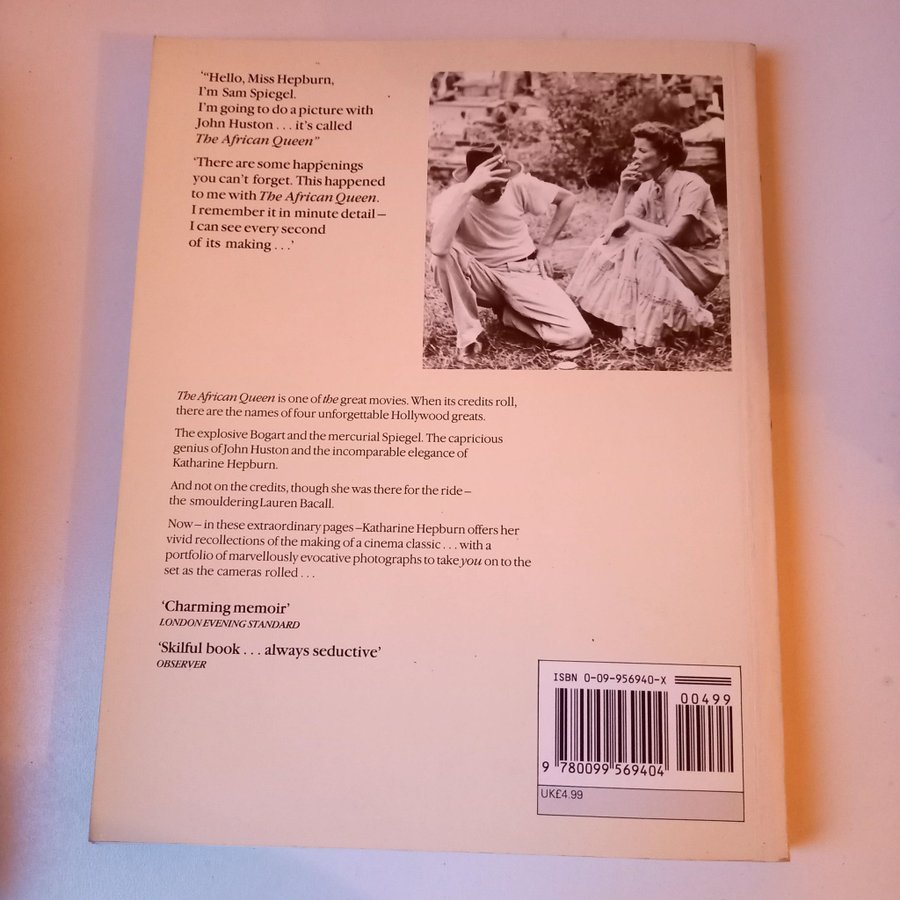 ‘“Hello, Miss Hepburn,
I'm Sam Spiegel.
I'm going to do a picture with
John Huston . . . it's called
The African Queen”
‘There are some happenings
you can't forget. This happened
to me with The African Queen.
I remember it in minute detail –
I can see every second
of its making . . .’
The African Queen is one of the great movies. When its credits roll,
there are the names of four unforgettable Hollywood greats.
The explosive Bogart and the mercurial Spiegel. The capricious
genius of John Huston and the incomparable elegance of
Katharine Hepburn.
And not on the credits, though she was there for the ride –
the smouldering Lauren Bacall.
Now – in these extraordinary pages – Katharine Hepburn offers her
vivid recollections of the making of a cinema classic . . . with a
portfolio of marvellously evocative photographs to take you on to the
set as the cameras rolled . . .
‘Charming memoir’
LONDON EVENING STANDARD
‘Skilful book . . . always seductive’
OBSERVER
ISBN 0-09-956940-X
00499
9 780099 569404
UK£4.99